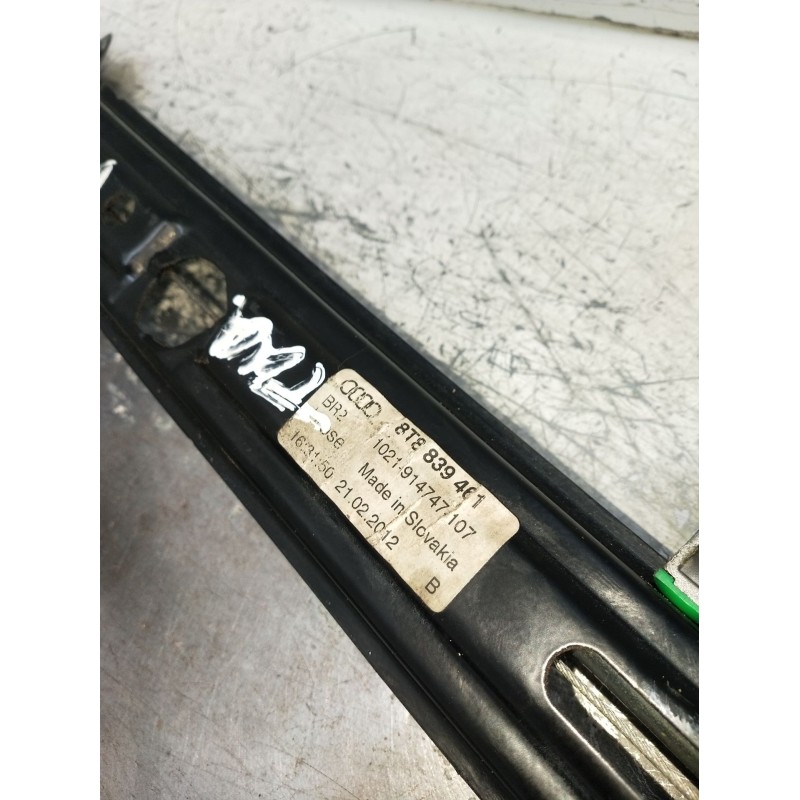 8T8 839 461
BR2 1021-914747-107
Made in Slovakia
16:31:50 21.02.2012 B